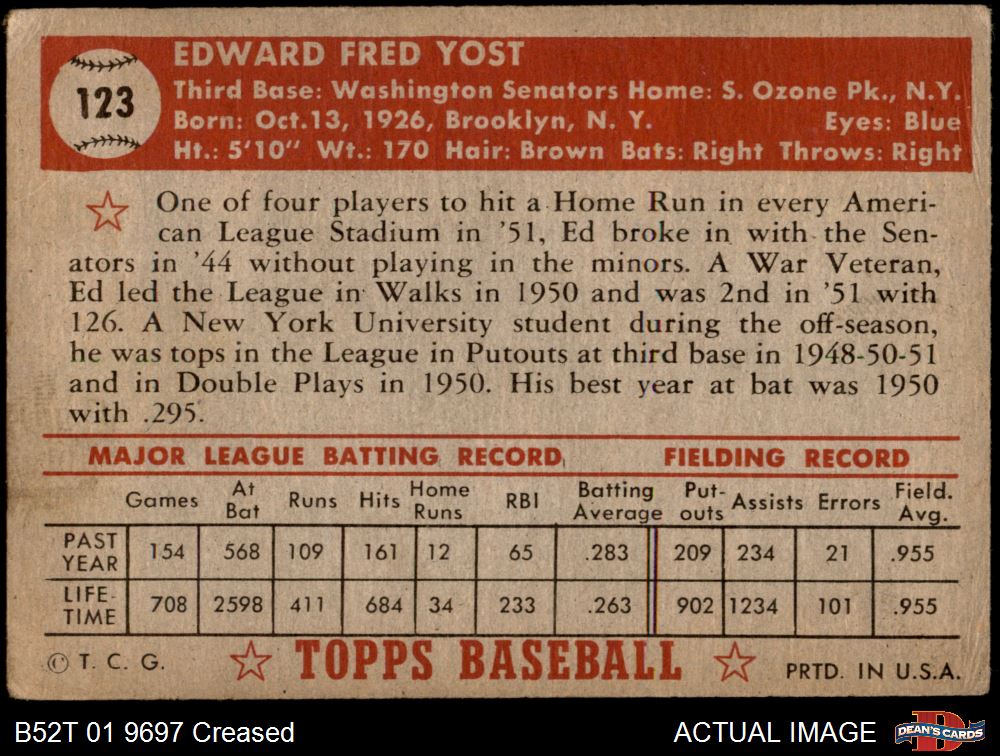 123
EDWARD FRED YOST
Third Base: Washington Senators Home: S. Ozone Pk., N.Y.
Born: Oct.13, 1926, Brooklyn, N. Y. Eyes: Blue
Ht.: 5'10" Wt.: 170 Hair: Brown Bats: Right Throws: Right
One of four players to hit a Home Run in every Ameri-
can League Stadium in '51, Ed broke in with the Sen-
ators in '44 without playing in the minors. A War Veteran,
Ed led the League in Walks in 1950 and was 2nd in '51 with
126. A New York University student during the off-season,
he was tops in the League in Putouts at third base in 1948-50-51
and in Double Plays in 1950. His best year at bat was 1950
with .295.
MAJOR LEAGUE BATTING RECORD FIELDING RECORD
Games At Bat Runs Hits Home Runs RBI Batting Average Put-outs Assists Errors Field. Avg.
PAST YEAR 154 568 109 161 12 65 .283 209 234 21 .955
LIFE-TIME 708 2598 411 684 34 233 .263 902 1234 101 .955
© T. C. G. TOPPS BASEBALL PRTD. IN U.S.A.
B52T 01 9697 Creased ACTUAL IMAGE D DEAN'S CARDS